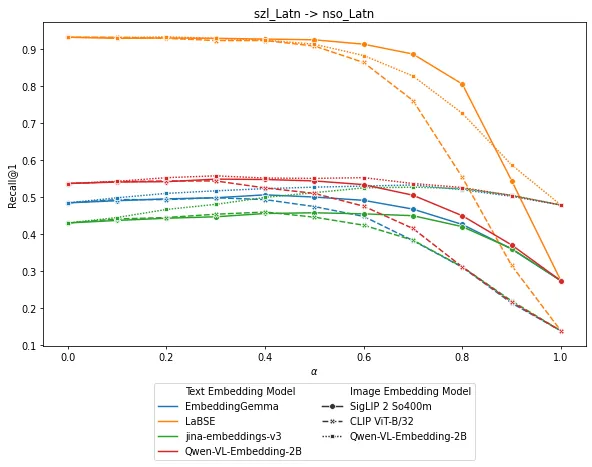 szl_Latn -> nso_Latn
Recall@1
0.9
0.8
0.7
0.6
0.5
0.4
0.3
0.2
0.1
0.0
0.2
0.4
0.6
0.8
1.0
α
Text Embedding Model
EmbeddingGemma
LaBSE
jina-embeddings-v3
Qwen-VL-Embedding-2B
Image Embedding Model
SigLIP 2 So400m
CLIP ViT-B/32
Qwen-VL-Embedding-2B